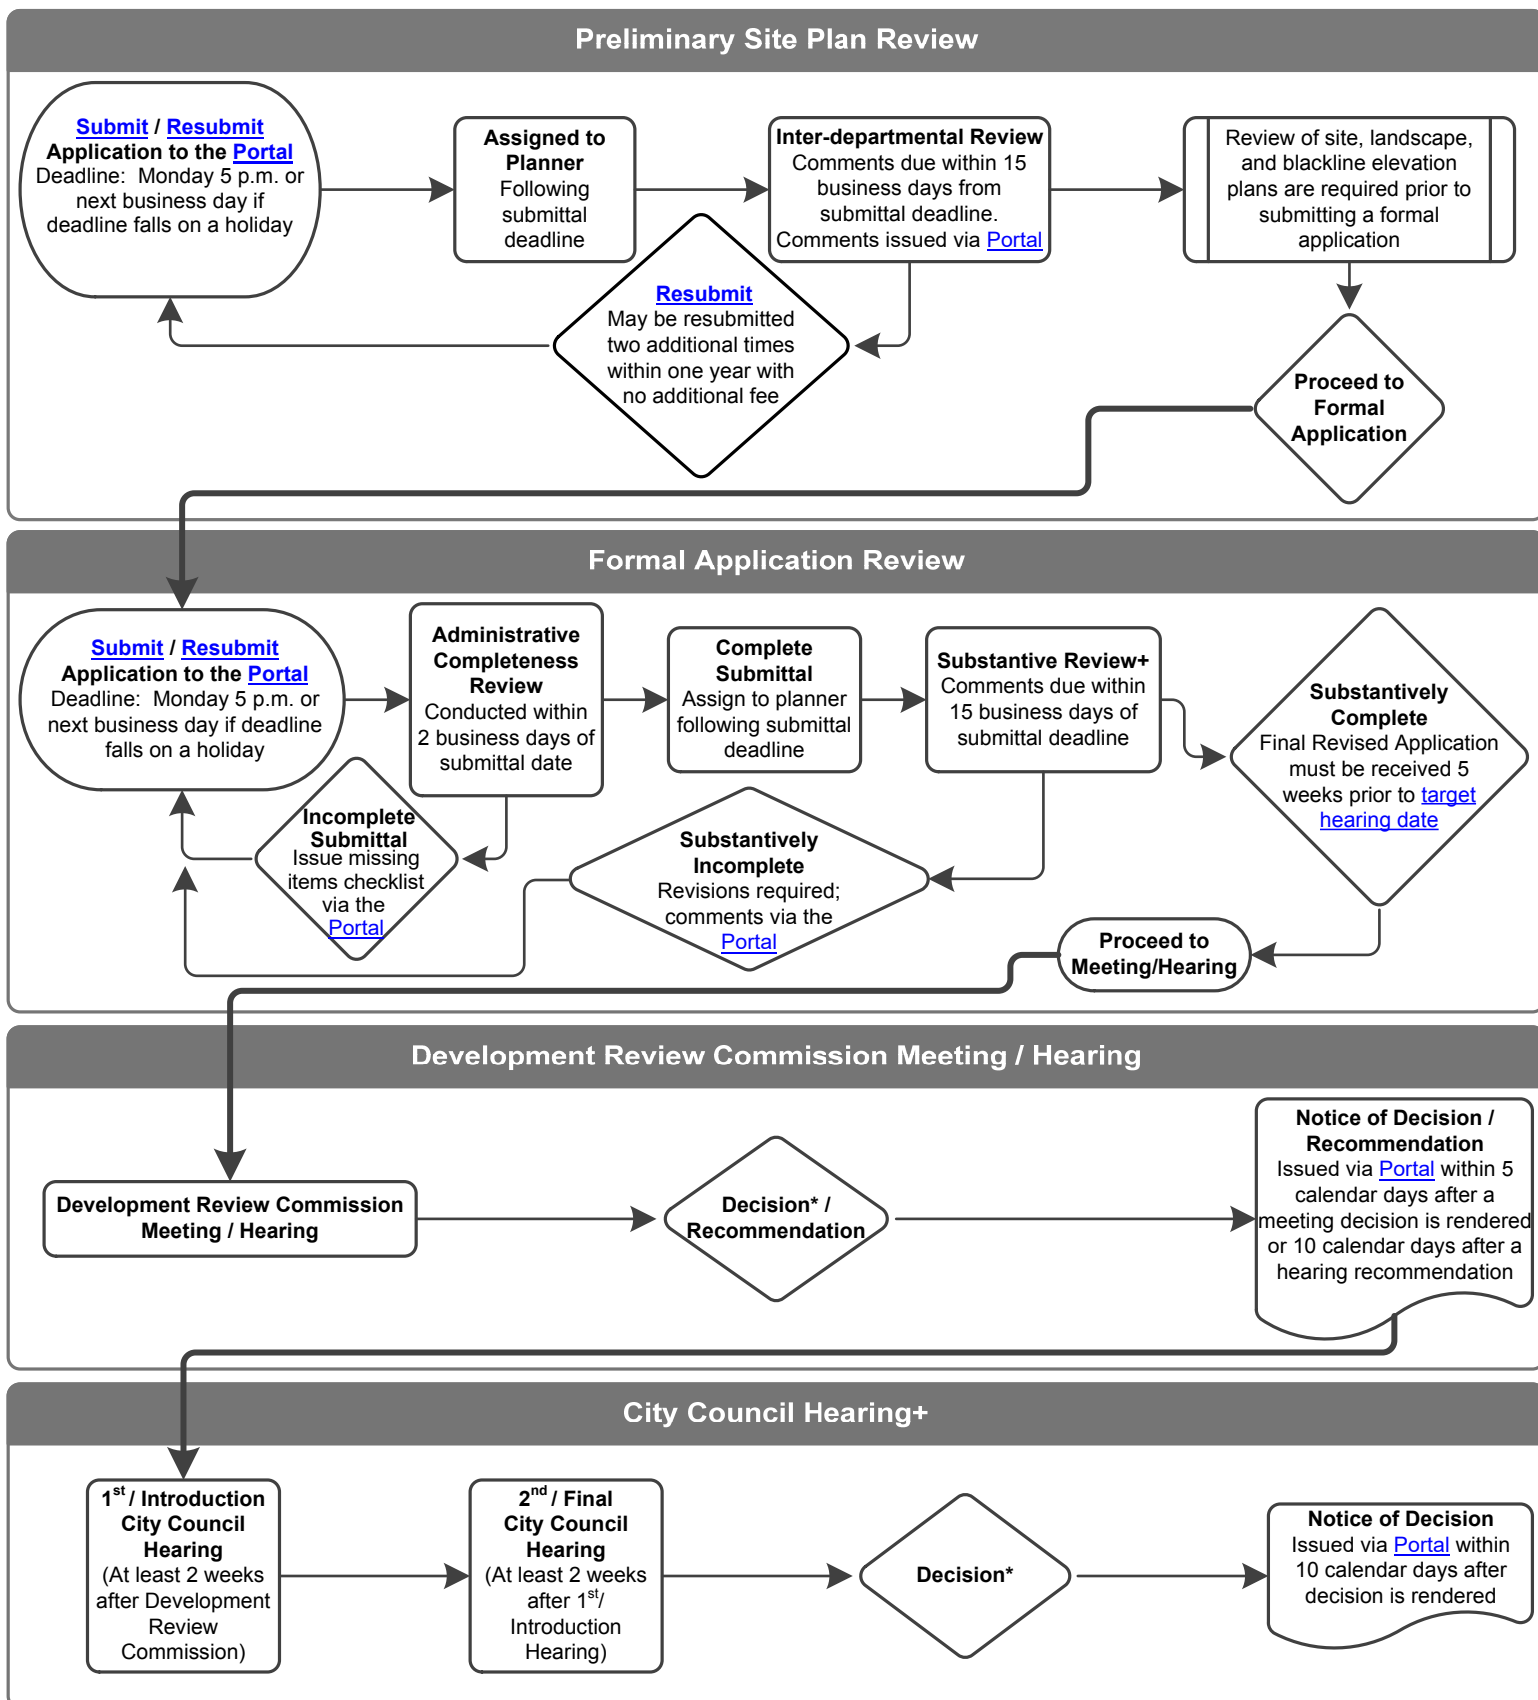 Preliminary Site Plan Review
Submit / Resubmit
Application to the Portal
Deadline:  Monday 5 p.m. or
next business day if
deadline falls on a holiday
Assigned to
Planner
Following
submittal
deadline
Inter-departmental Review
Comments due within 15
business days from
submittal deadline.
Comments issued via Portal
Review of site, landscape,
and blackline elevation
plans are required prior to
submitting a formal
application
Resubmit
May be resubmitted
two additional times
within one year with
no additional fee
Proceed to
Formal
Application
Formal Application Review
Submit / Resubmit
Application to the Portal
Deadline:  Monday 5 p.m. or
next business day if deadline
falls on a holiday
Administrative
Completeness
Review
Conducted within
2 business days of
submittal date
Complete
Submittal
Assign to planner
following submittal
deadline
Substantive Review+
Comments due within
15 business days of
submittal deadline
Substantively
Complete
Final Revised Application
must be received 5
weeks prior to target
hearing date
Incomplete
Submittal
Issue missing
items checklist
via the
Portal
Substantively
Incomplete
Revisions required;
comments via the
Portal
Proceed to
Meeting/Hearing
Development Review Commission Meeting / Hearing
Development Review Commission
Meeting / Hearing
Decision* /
Recommendation
Notice of Decision /
Recommendation
Issued via Portal within 5
calendar days after a
meeting decision is rendered
or 10 calendar days after a
hearing recommendation
City Council Hearing+
1st / Introduction
City Council
Hearing
(At least 2 weeks
after Development
Review
Commission)
2nd / Final
City Council
Hearing
(At least 2 weeks
after 1st/
Introduction
Hearing)
Decision*
Notice of Decision
Issued via Portal within
10 calendar days after
decision is rendered